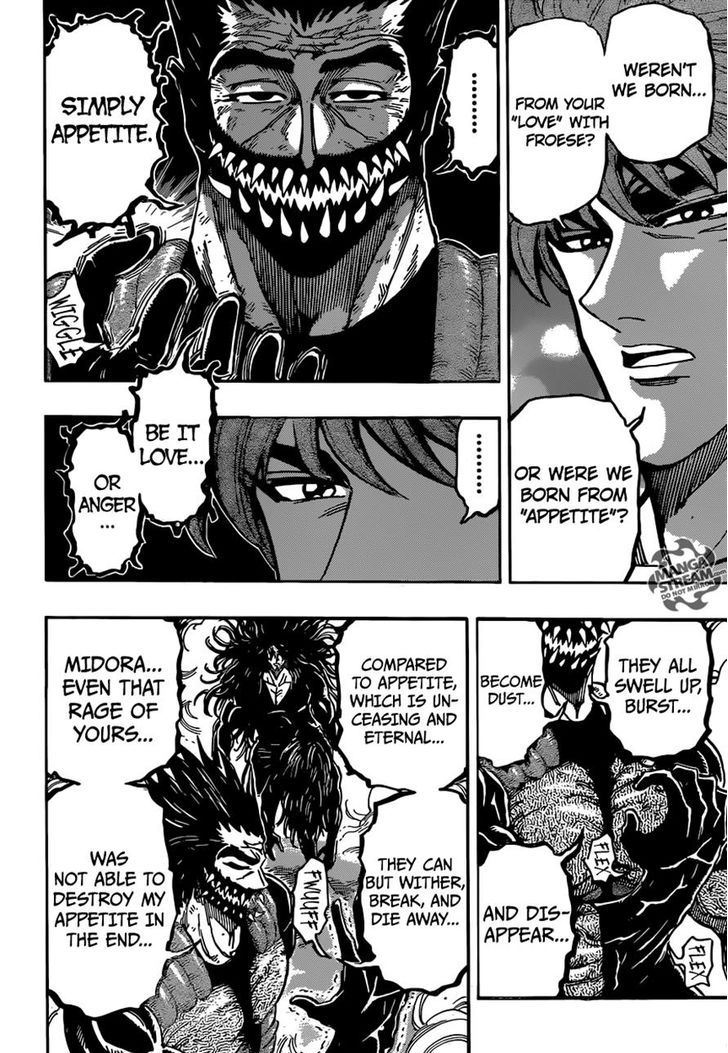 WEREN'T
WE BORN...
FROM YOUR
"LOVE" WITH
FROESE?
OR WERE WE
BORN FROM
"APPETITE"?
.........
SIMPLY
APPETITE.
WIGGLE
.........
BE IT
LOVE...
OR
ANGER
...
THEY ALL
SWELL UP,
BURST...
BECOME
DUST...
FLEX
AND DIS-
APPEAR...
FLEX
COMPARED
TO APPETITE,
WHICH IS UN-
CEASING AND
ETERNAL...
THEY CAN
BUT WITHER,
BREAK, AND
DIE AWAY...
FWOUFF
MIDORA...
EVEN THAT
RAGE OF
YOURS...
WAS
NOT ABLE TO
DESTROY MY
APPETITE IN
THE END...
MANGA
STREAM
DO NOT MIRROR